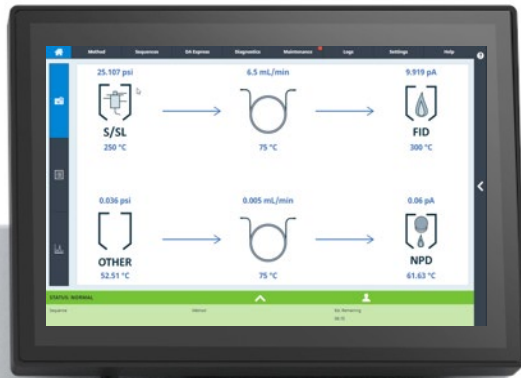 Method Sequences DA Express Diagnostics Maintenance Logs Settings Help
25.107 psi 6.5 mL/min 9.919 pA
S/SL FID
250 °C 75 °C 300 °C
0.036 psi 0.005 mL/min 0.06 pA
OTHER NPD
52.51 °C 75 °C 61.63 °C
STATUS: NORMAL
Sequence Method